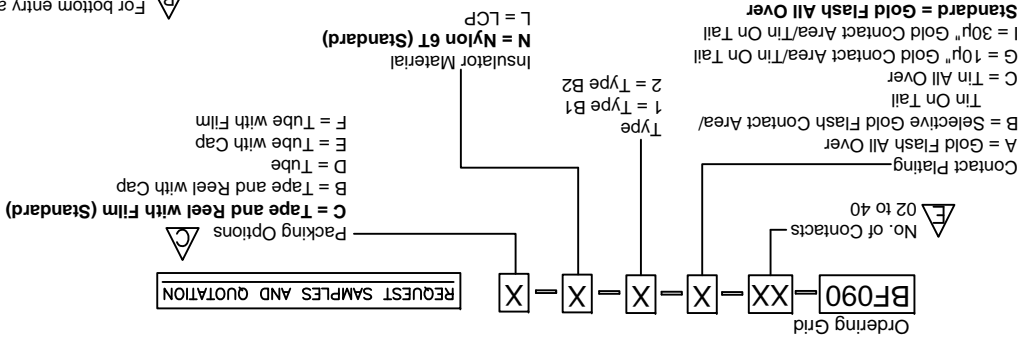 Ordering Grid
BF090 - XX - X - X - X - X
REQUEST SAMPLES AND QUOTATION
No. of Contacts
02 to 40
E
Contact Plating
A = Gold Flash All Over
B = Selective Gold Flash Contact Area/
Tin On Tail
C = Tin All Over
G = 10µ" Gold Contact Area/Tin On Tail
I = 30µ" Gold Contact Area/Tin On Tail
Standard = Gold Flash All Over
Type
1 = Type B1
2 = Type B2
Insulator Material
N = Nylon 6T (Standard)
L = LCP
Packing Options
C
C = Tape and Reel with Film (Standard)
B = Tape and Reel with Cap
D = Tube
E = Tube with Cap
F = Tube with Film
For bottom entry a